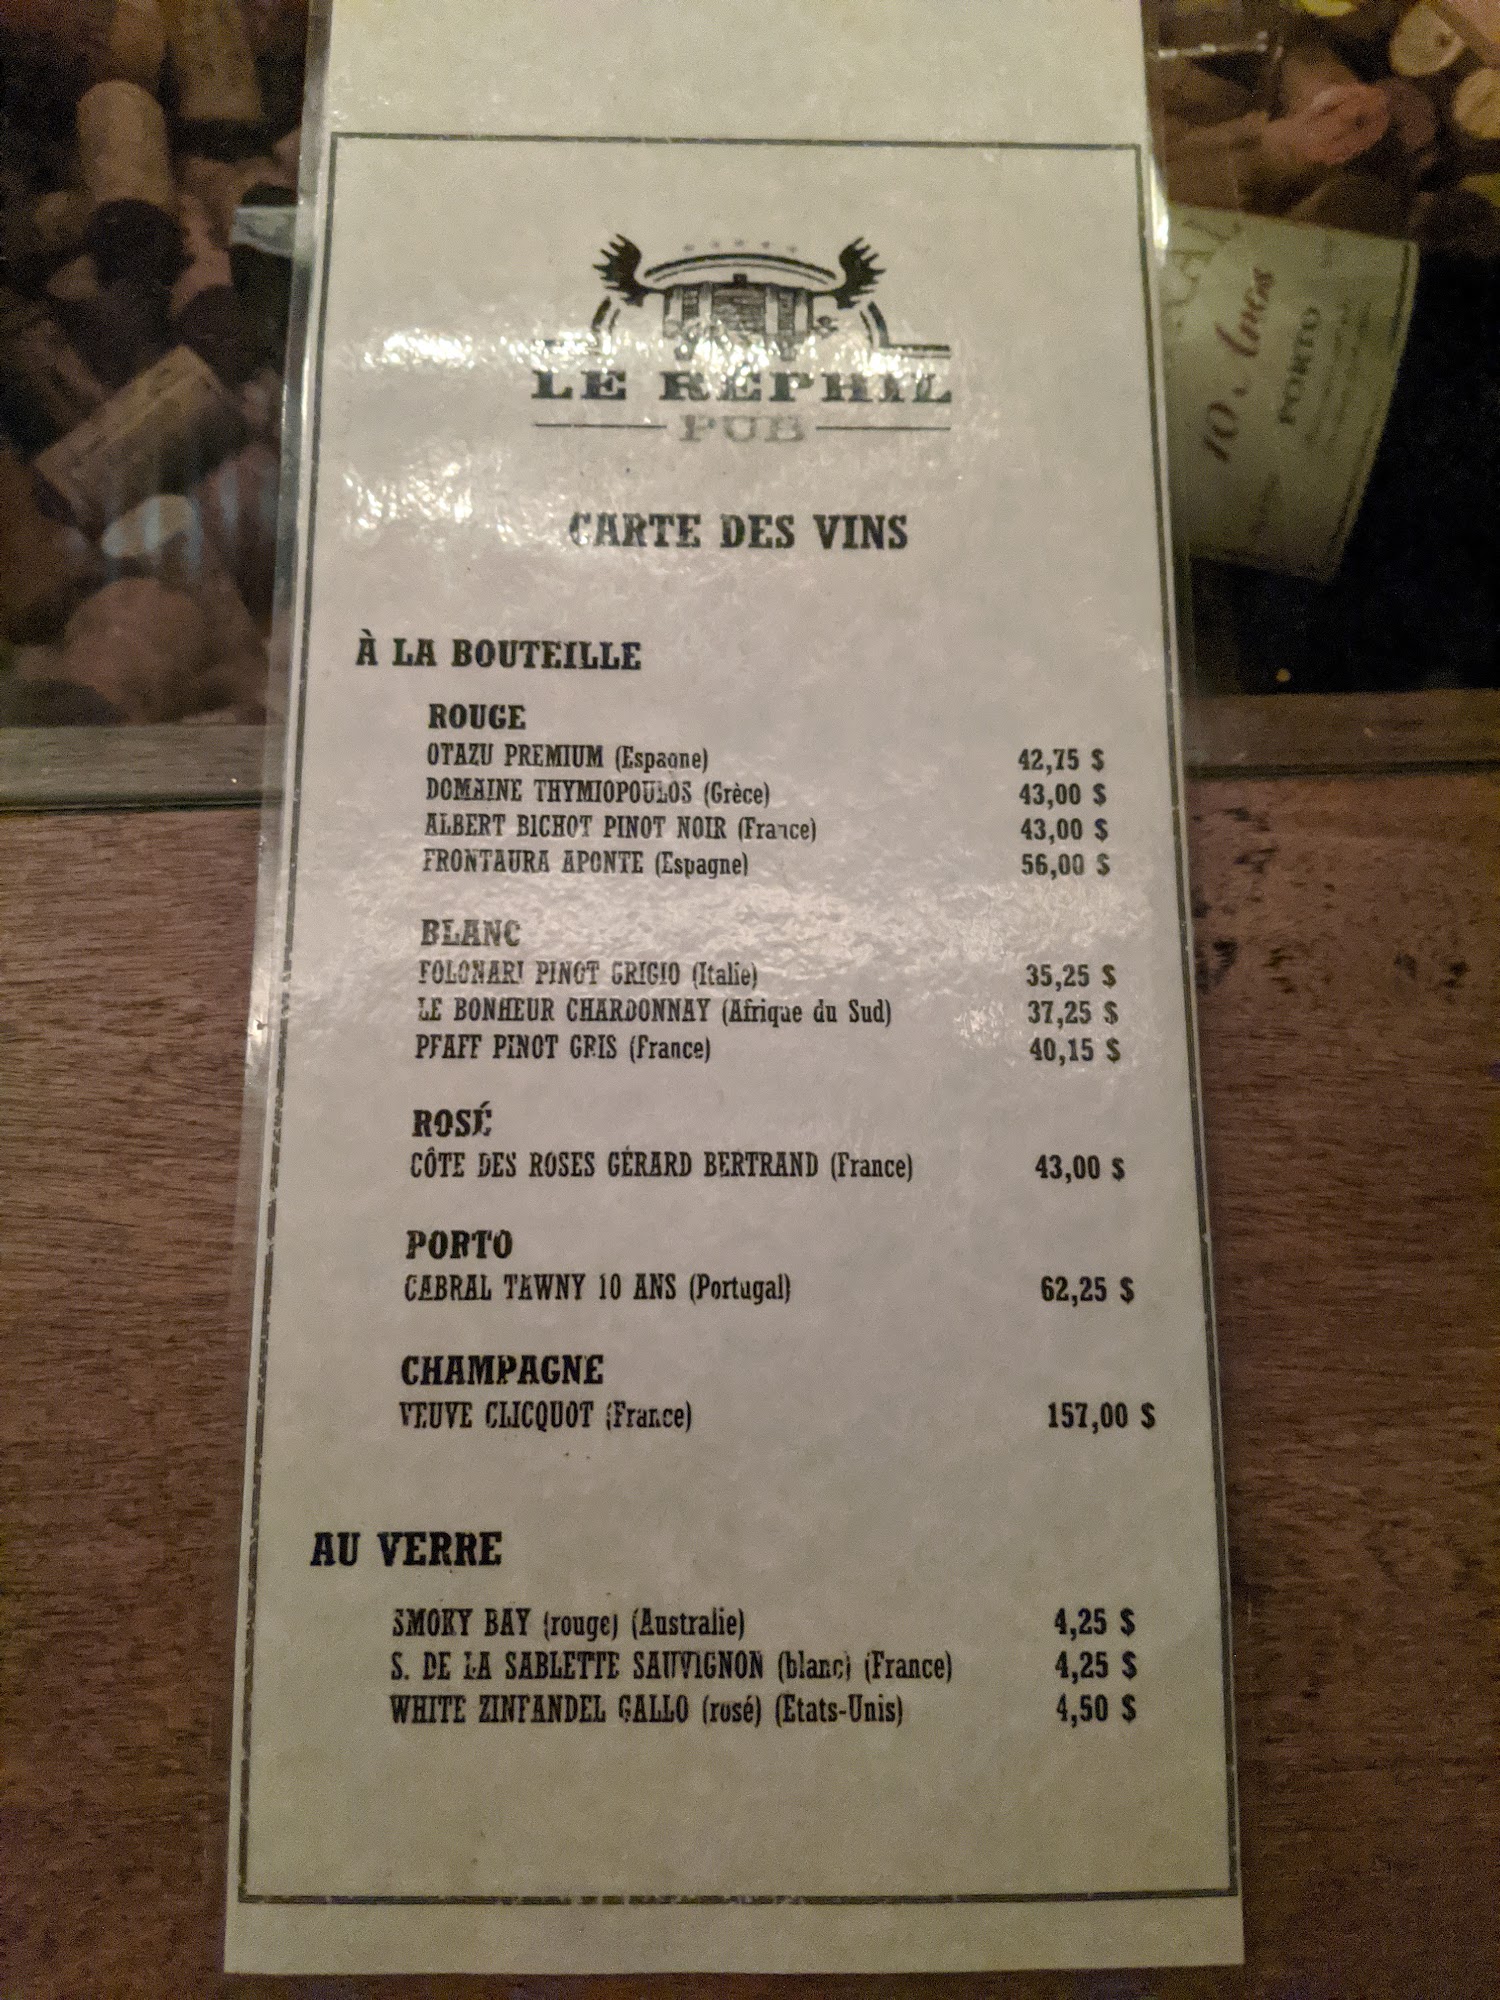 LE RÉPHIL
PUB
CARTE DES VINS
À LA BOUTEILLE
ROUGE
OTAZU PREMIUM (Espagne) 42,75 $
DOMAINE THYMIOPOULOS (Grèce) 43,00 $
ALBERT BICHOT PINOT NOIR (France) 43,00 $
FRONTAURA APONTE (Espagne) 56,00 $
BLANC
FOLONARI PINOT GRIGIO (Italie) 35,25 $
LE BONHEUR CHARDONNAY (Afrique du Sud) 37,25 $
PFAFF PINOT GRIS (France) 40,15 $
ROSÉ
CÔTE DES ROSES GÉRARD BERTRAND (France) 43,00 $
PORTO
CABRAL TAWNY 10 ANS (Portugal) 62,25 $
CHAMPAGNE
VEUVE CLICQUOT (France) 157,00 $
AU VERRE
SMOKY BAY (rouge) (Australie) 4,25 $
S. DE LA SABLETTE SAUVIGNON (blanc) (France) 4,25 $
WHITE ZINFANDEL GALLO (rosé) (Etats-Unis) 4,50 $
10
PORTO